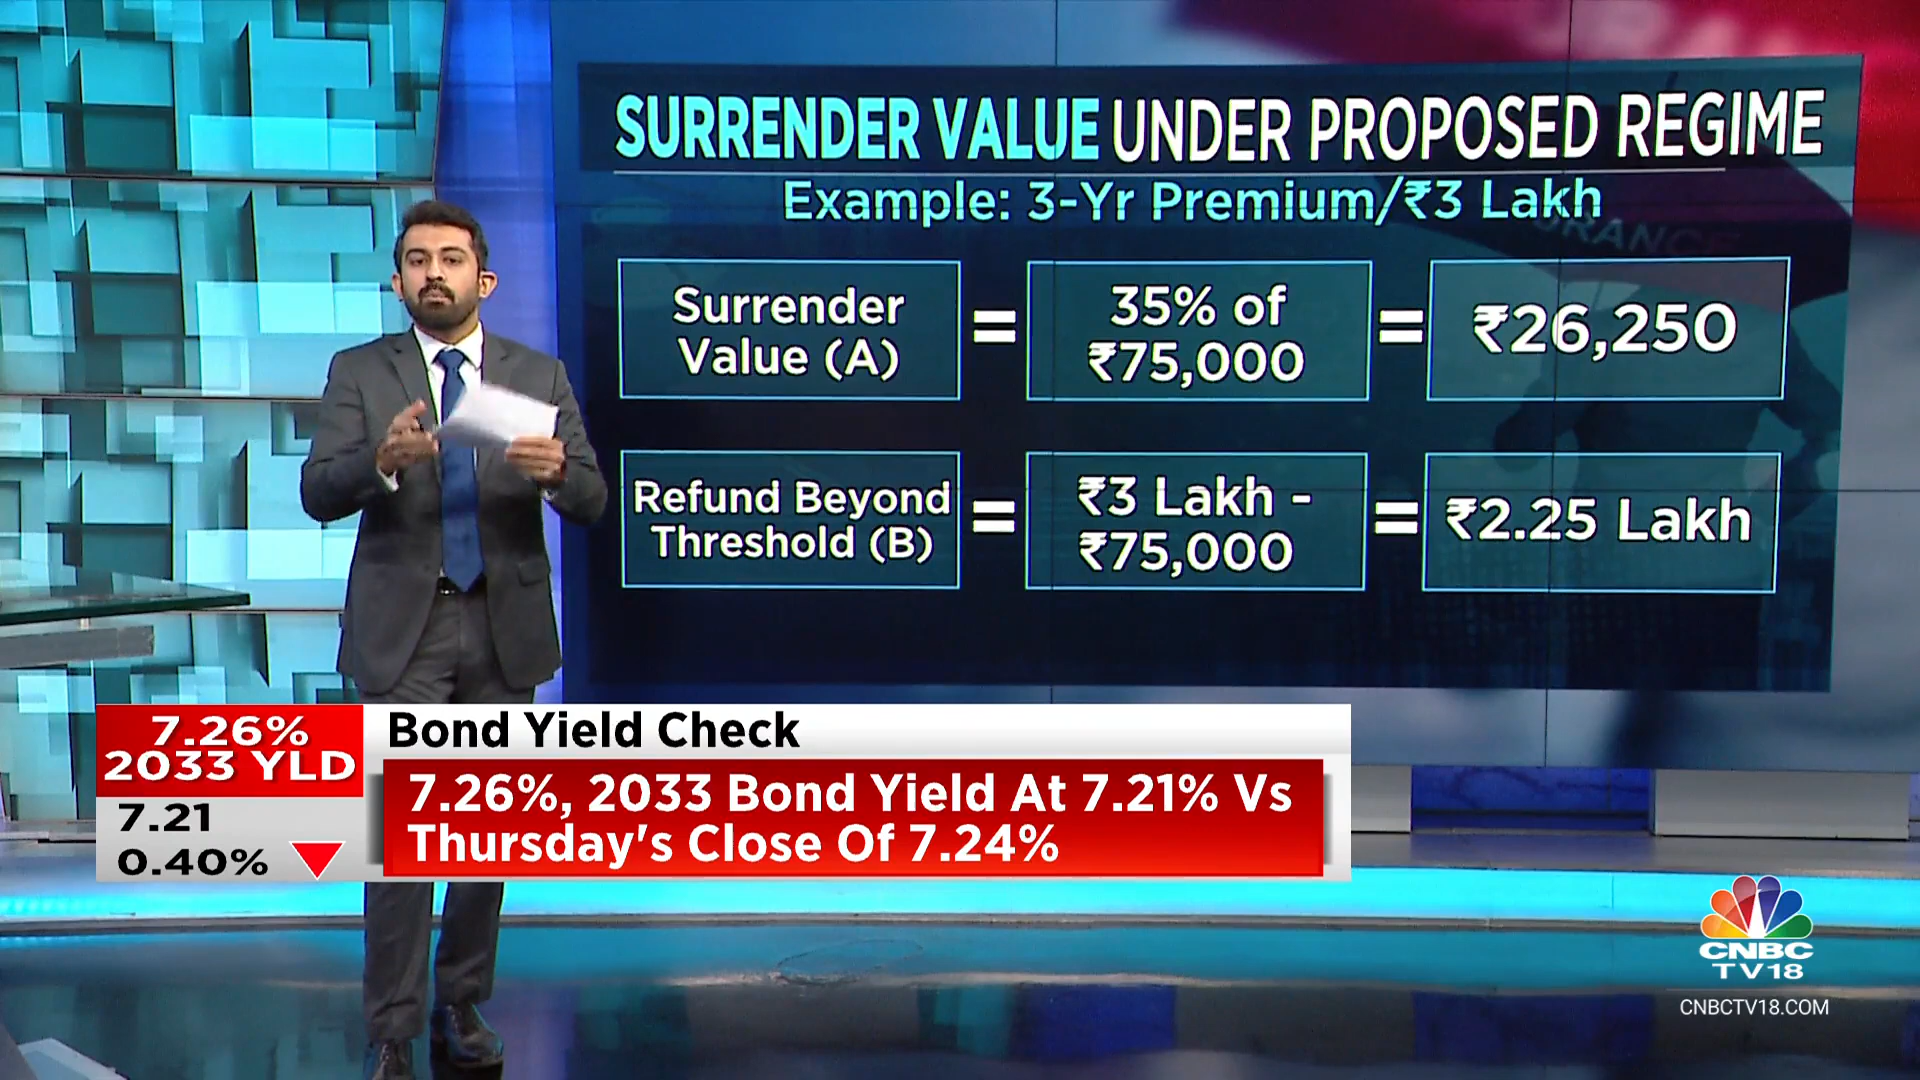 SURRENDER VALUE UNDER PROPOSED REGIME
Example: 3-Yr Premium/₹3 Lakh
Surrender
Value (A)
=
35% of
₹75,000
=
₹26,250
Refund Beyond
Threshold (B)
=
₹3 Lakh -
₹75,000
=
₹2.25 Lakh
7.26%
2033 YLD
7.21
0.40%
Bond Yield Check
7.26%, 2033 Bond Yield At 7.21% Vs
Thursday's Close Of 7.24%
CNBC
TV18
CNBCTV18.COM